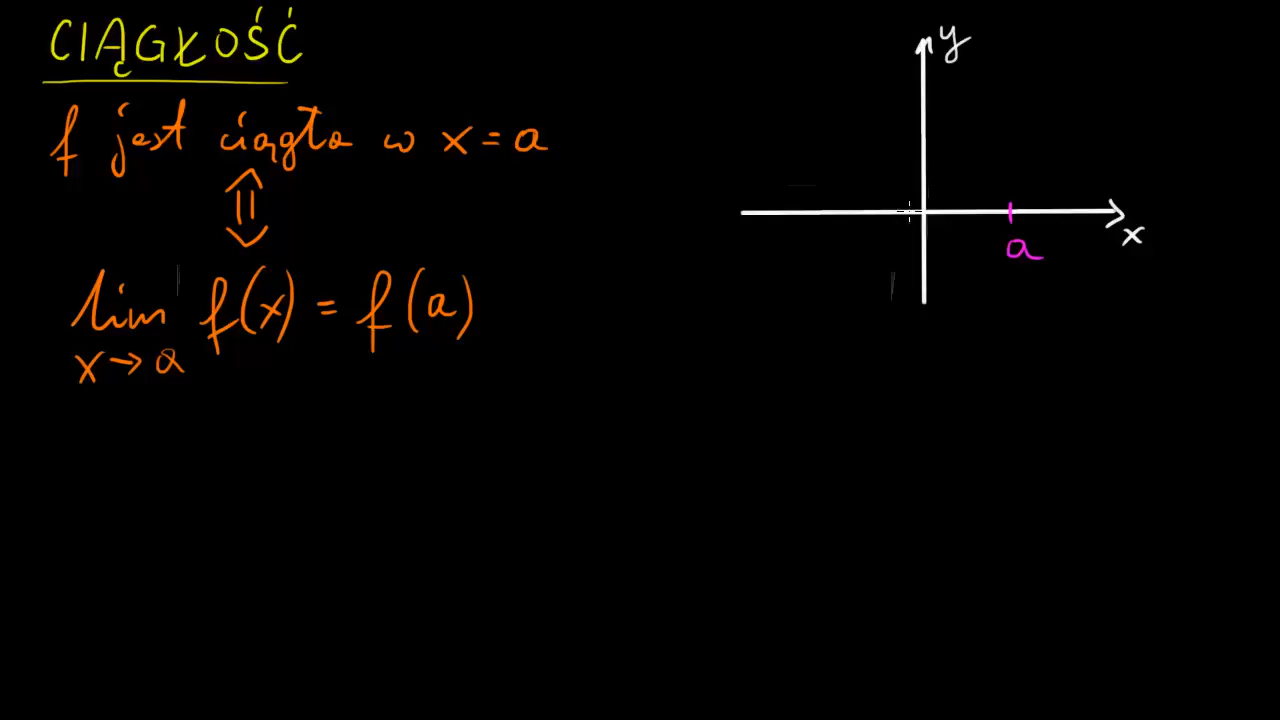 CIĄGŁOŚĆ
f jest ciągła w x = a
⇕
lim f(x) = f(a)
x → a
y
x
a